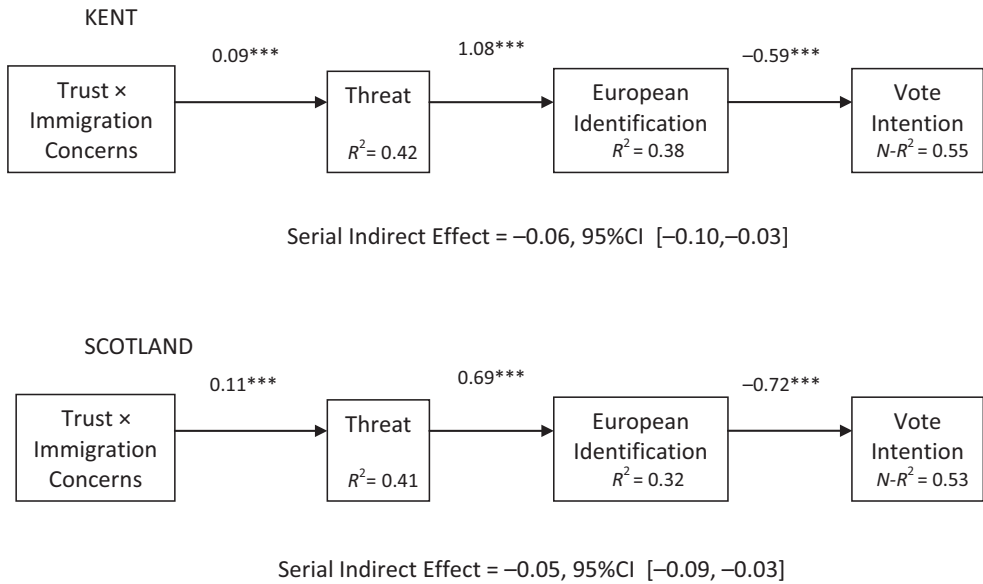 KENT
0.09***
1.08***
–0.59***
Trust ×
Immigration
Concerns
Threat
R² = 0.42
European
Identification
R² = 0.38
Vote
Intention
N-R² = 0.55
Serial Indirect Effect = –0.06, 95%CI [–0.10,–0.03]
SCOTLAND
0.11***
0.69***
–0.72***
Trust ×
Immigration
Concerns
Threat
R² = 0.41
European
Identification
R² = 0.32
Vote
Intention
N-R² = 0.53
Serial Indirect Effect = –0.05, 95%CI [–0.09, –0.03]